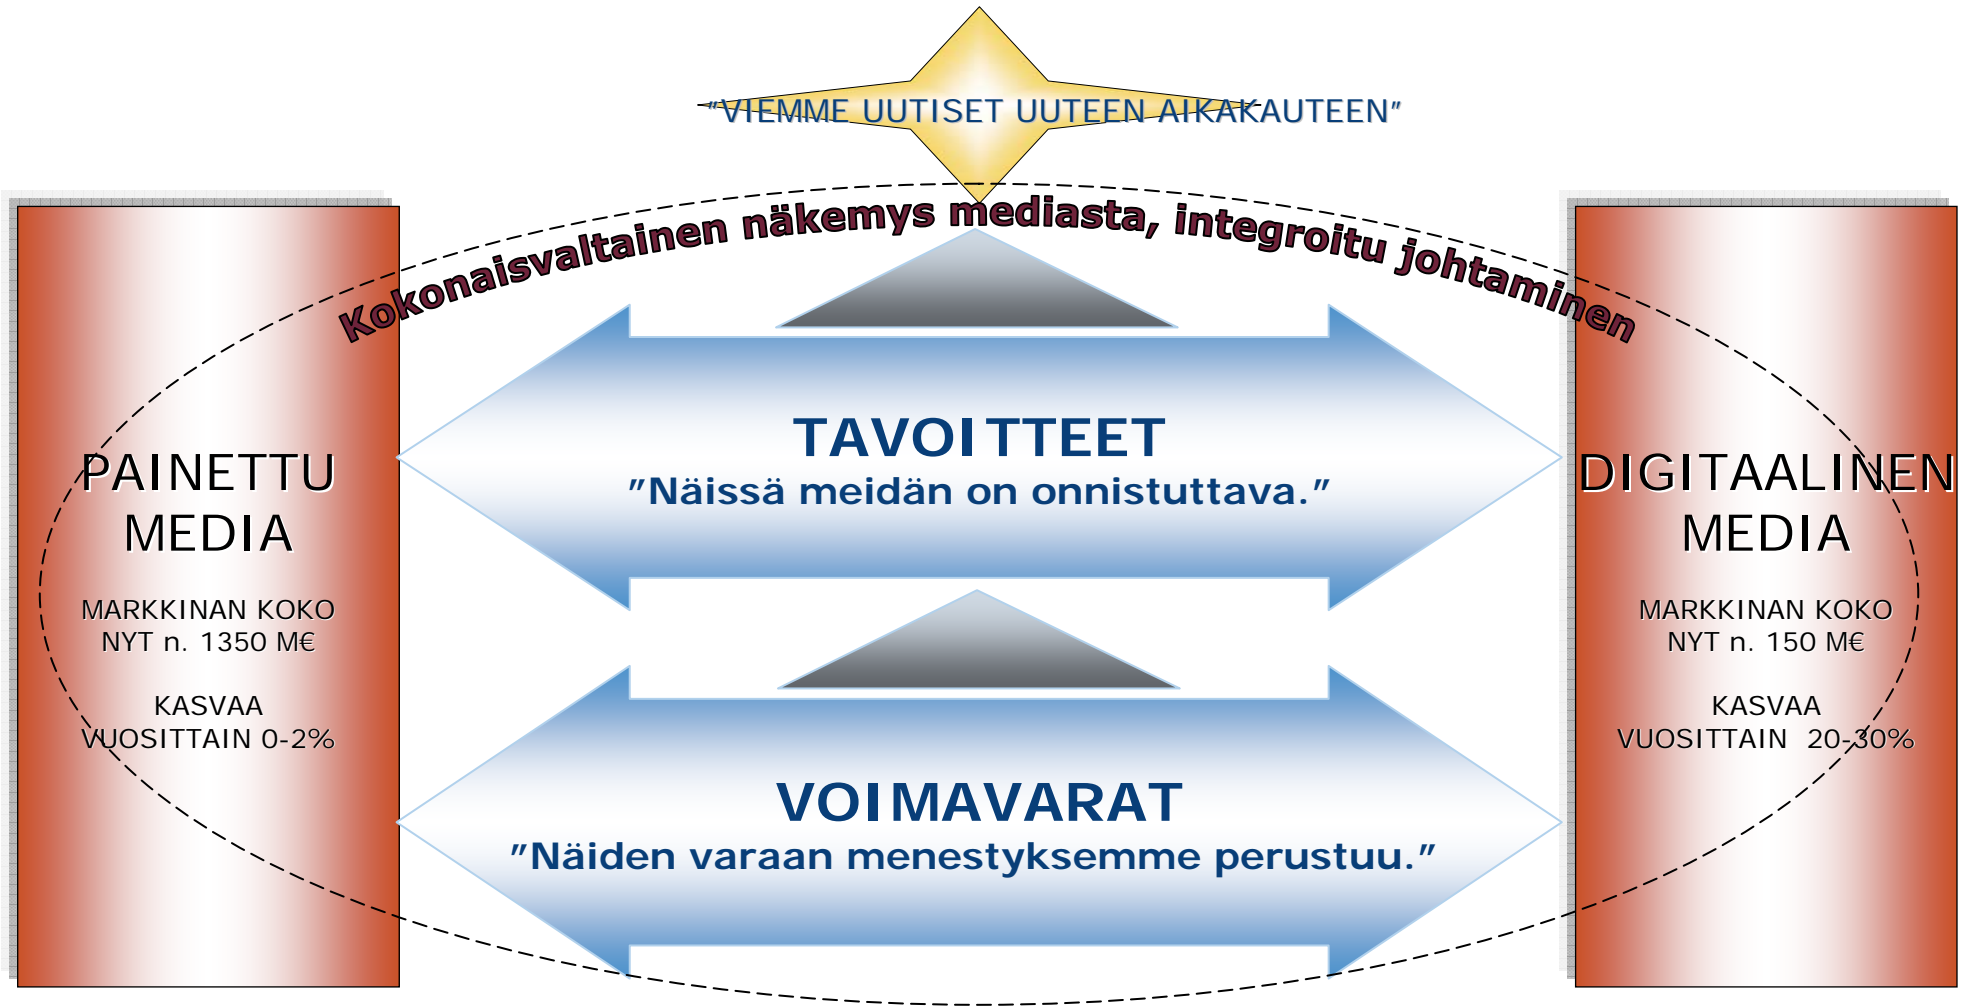 "VIEMME UUTISET UUTEEN AIKAKAUTEEN"
Kokonaisvaltainen näkemys mediasta, integroitu johtaminen
PAINETTU
MEDIA
MARKKINAN KOKO
NYT n. 1350 M€
KASVAA
VUOSITTAIN 0-2%
TAVOITTEET
"Näissä meidän on onnistuttava."
VOIMAVARAT
"Näiden varaan menestyksemme perustuu."
DIGITAALINEN
MEDIA
MARKKINAN KOKO
NYT n. 150 M€
KASVAA
VUOSITTAIN 20-30%